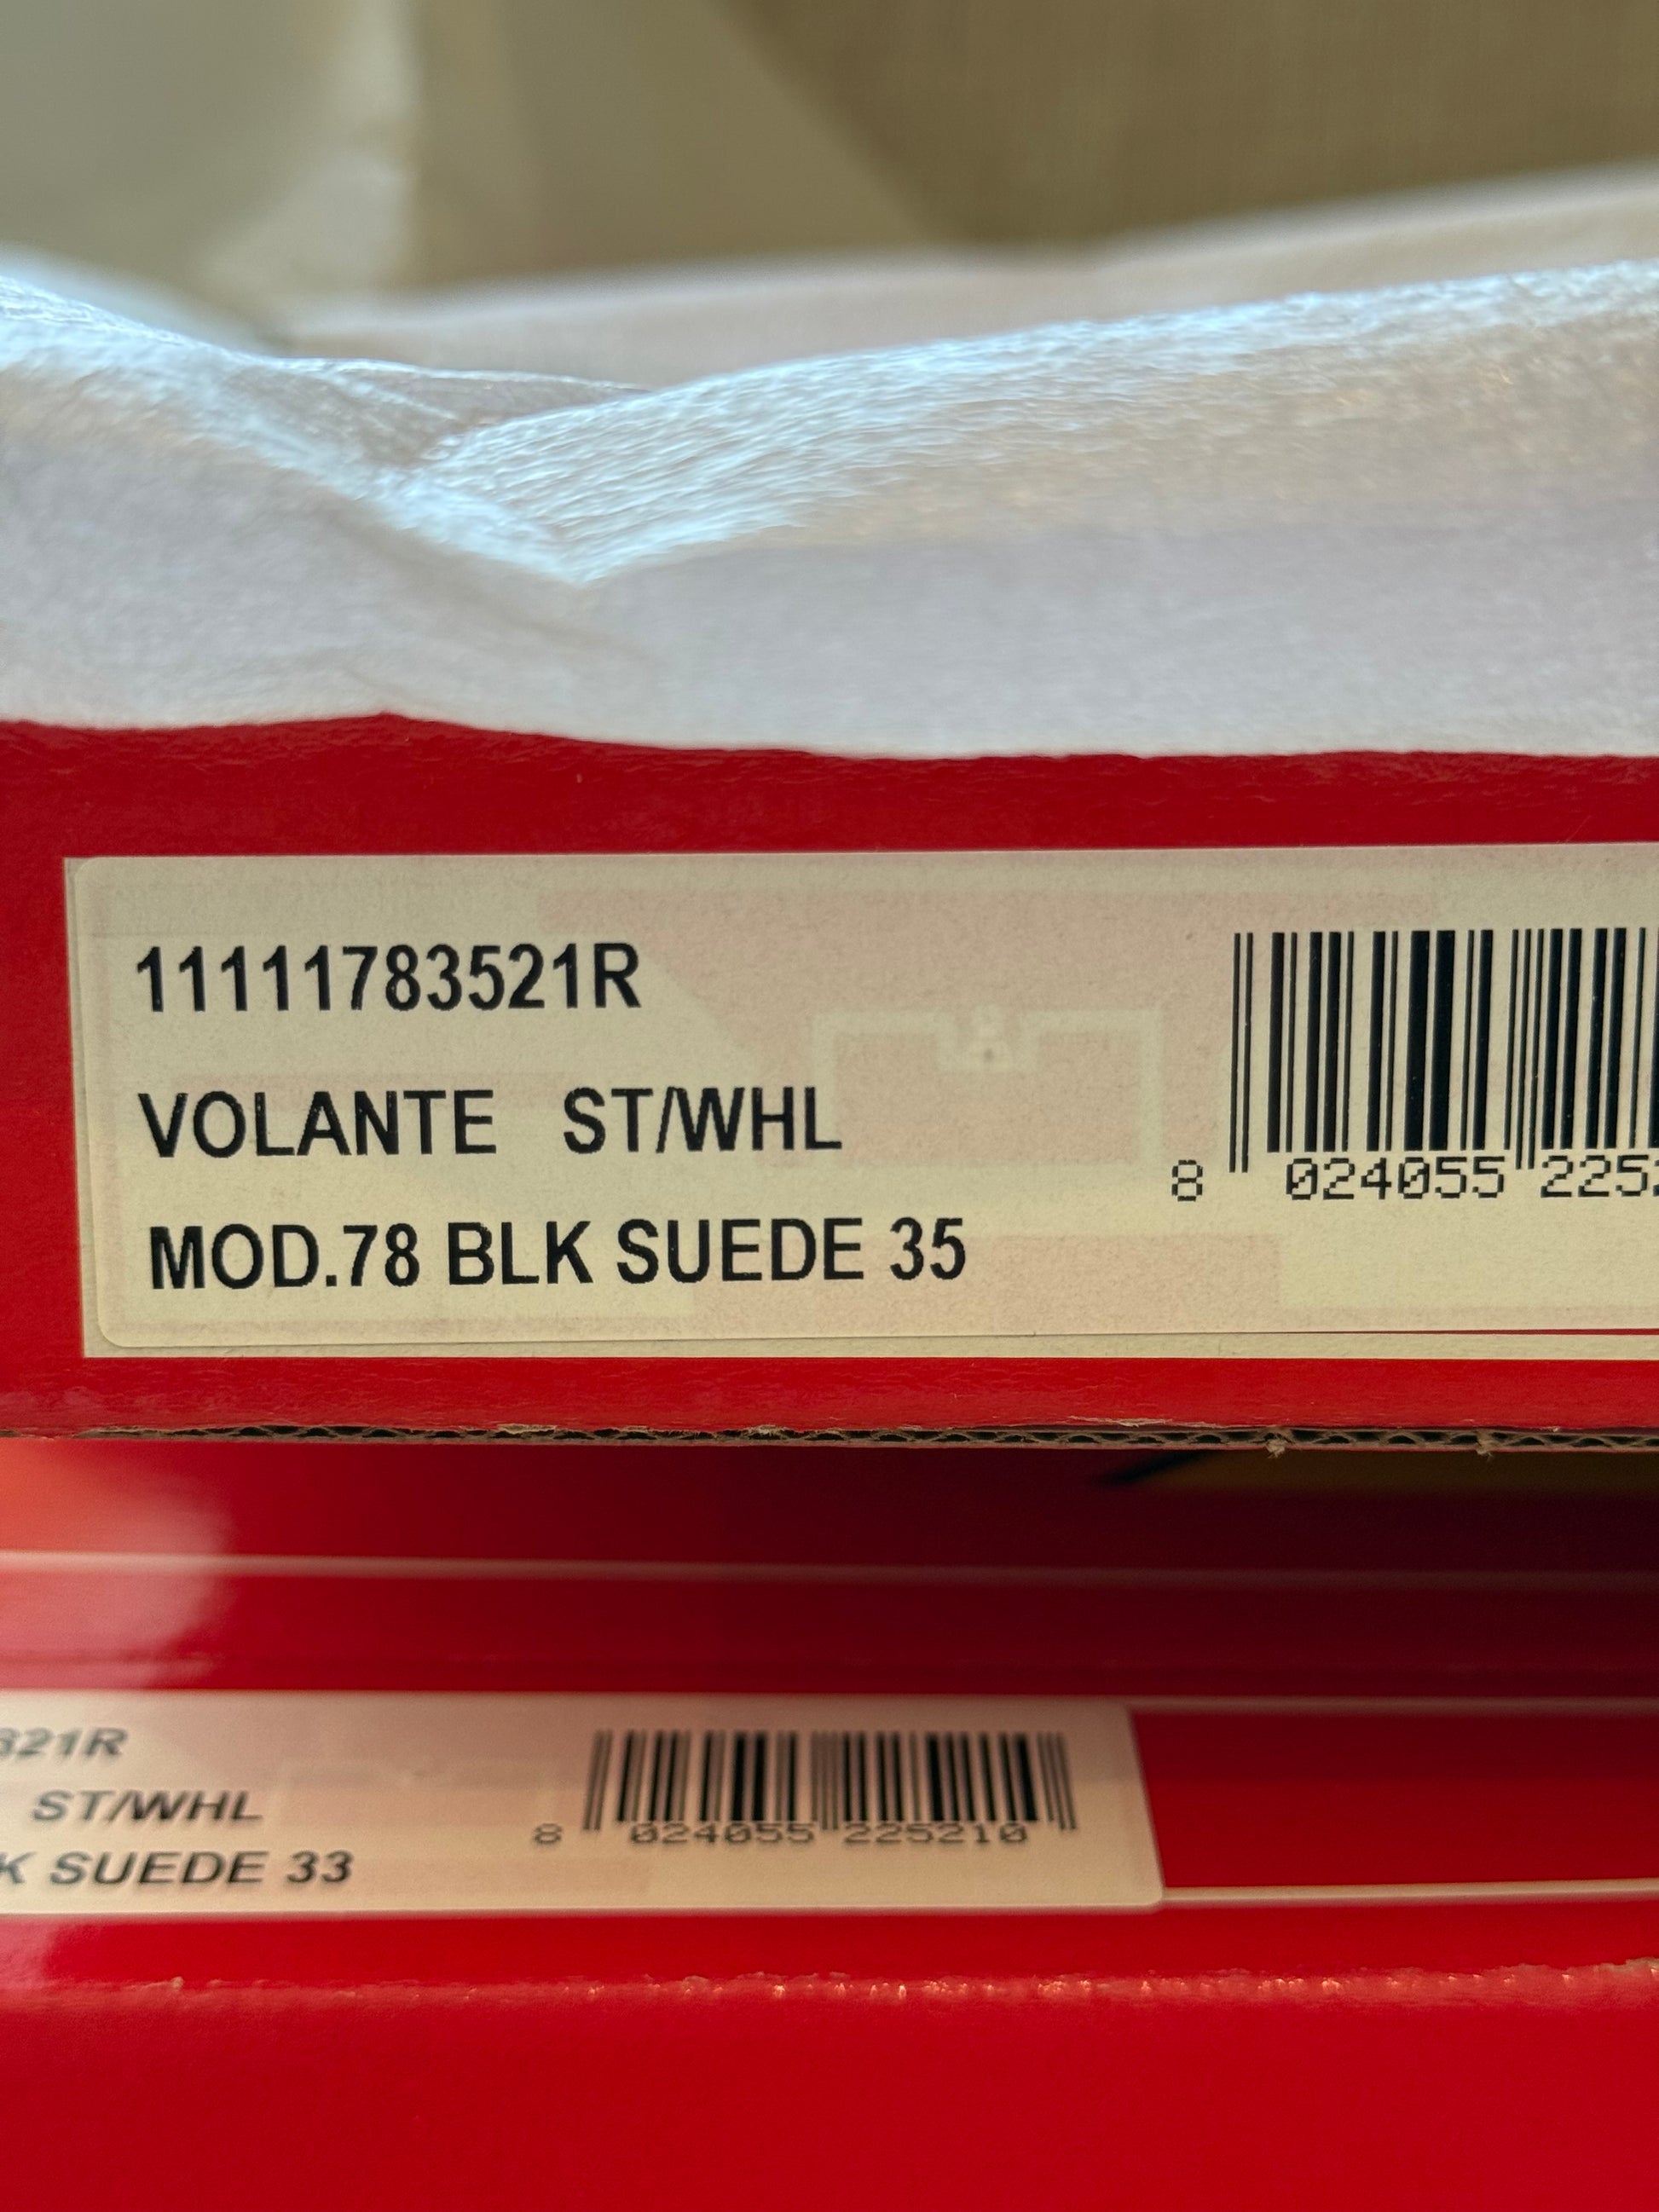 11111783521R
VOLANTE ST/WHL
MOD.78 BLK SUEDE 35
8 024055 225
321R
ST/WHL
K SUEDE 33
8 024055 225210